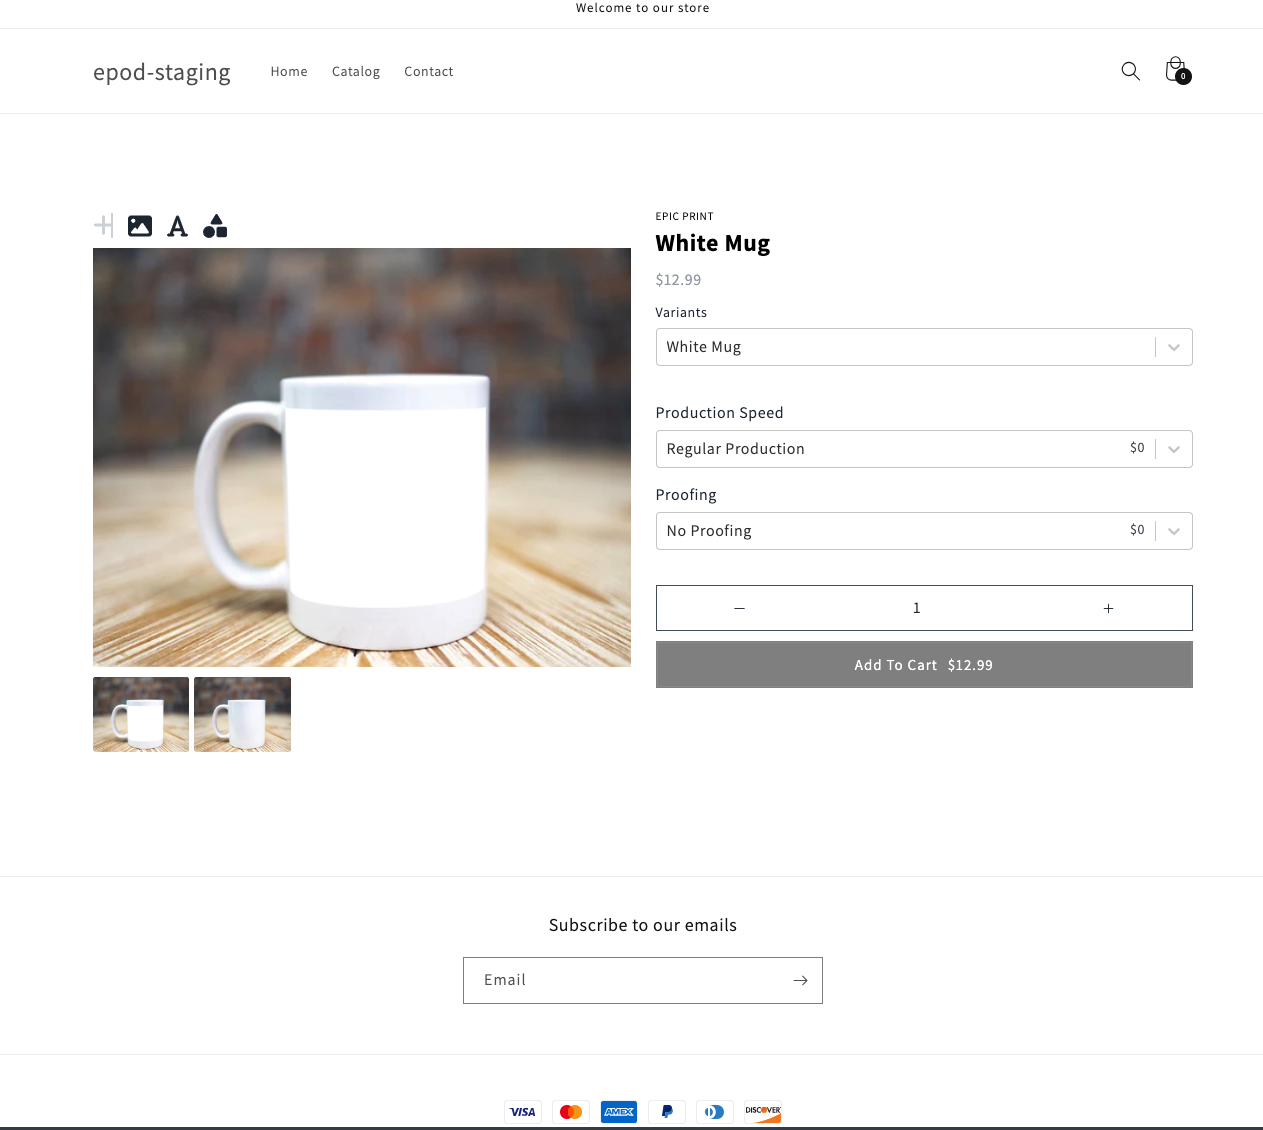 Welcome to our store
epod-staging
Home
Catalog
Contact
0
EPIC PRINT
White Mug
$12.99
Variants
White Mug
Production Speed
Regular Production $0
Proofing
No Proofing $0
1
Add To Cart $12.99
Subscribe to our emails
Email
VISA
AMEX
DISCOVER